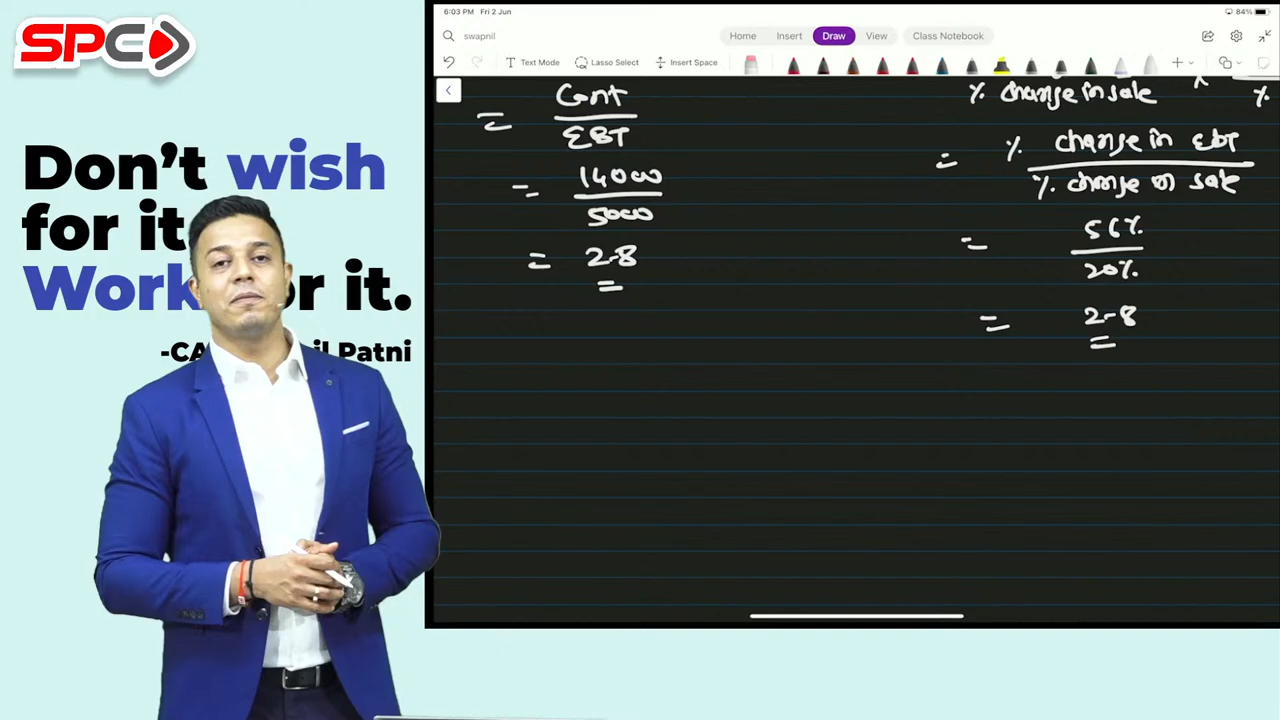 SPC
Don't wish
for it.
Work for it.
-CA il Patni
6:03 PM Fri 2 Jun
84%
swapnil
Home Insert Draw View Class Notebook
Text Mode Lasso Select Insert Space
= Cont
EBT
= 14000
5000
= 2.8
% change in sale %
= % change in EbT
% change in sale
= 56%
20%
= 2.8